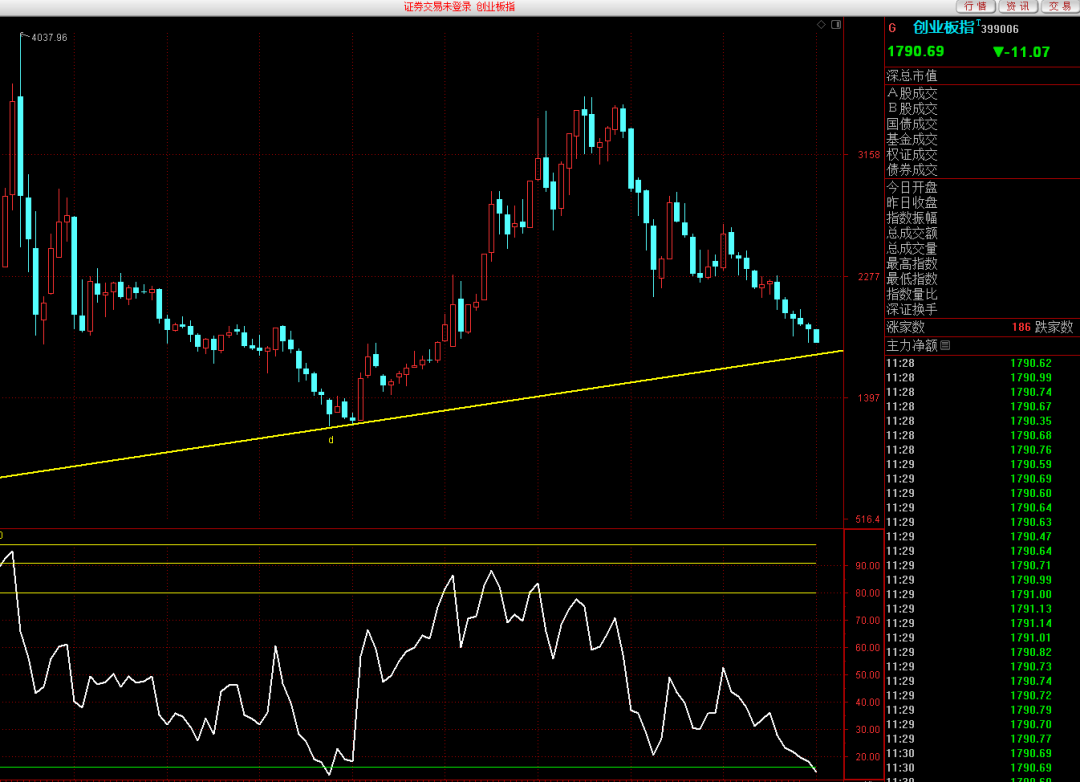 证券交易未登录 创业板指
行情 资讯 交易
4037.96
3158
2277
1397
516.4
d
90.00
80.00
70.00
60.00
50.00
40.00
30.00
20.00
G 创业板指T399006
1790.69 ▼-11.07
深总市值
A股成交
B股成交
国债成交
基金成交
权证成交
债券成交
今日开盘
昨日收盘
指数振幅
总成交额
总成交量
最高指数
最低指数
指数量比
深证换手
涨家数 186 跌家数
主力净额
11:28 1790.62
11:28 1790.99
11:28 1790.74
11:28 1790.67
11:28 1790.35
11:28 1790.68
11:28 1790.76
11:29 1790.59
11:29 1790.69
11:29 1790.60
11:29 1790.64
11:29 1790.63
11:29 1790.47
11:29 1790.64
11:29 1790.71
11:29 1790.99
11:29 1791.00
11:29 1791.13
11:29 1791.14
11:29 1791.01
11:29 1790.82
11:29 1790.73
11:29 1790.74
11:29 1790.72
11:29 1790.79
11:29 1790.70
11:29 1790.77
11:30 1790.69
11:30 1790.69